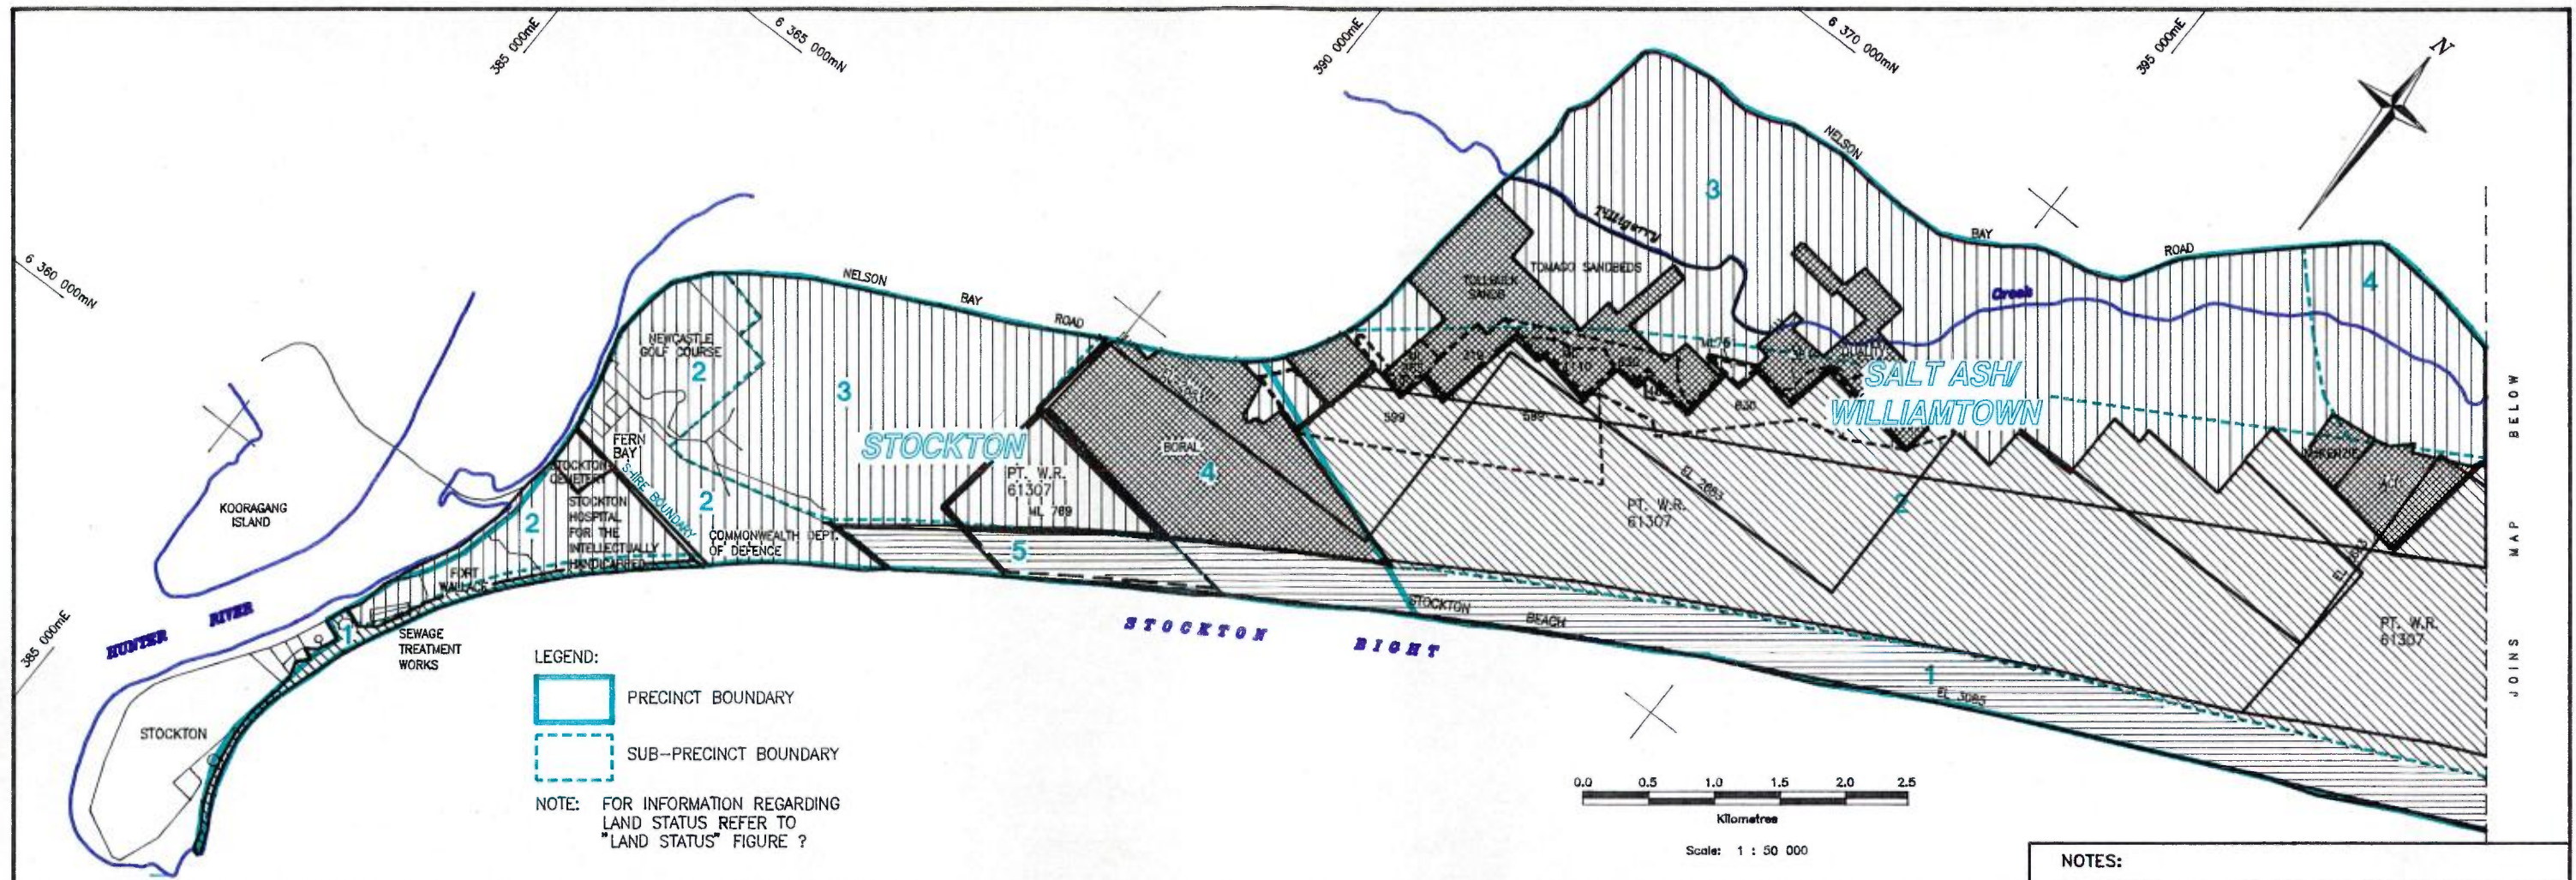 385 000mE
6 365 000mN
390 000mE
6 370 000mN
395 000mE
N
6 360 000mN
385 000mE
NELSON
BAY
ROAD
NELSON
BAY
ROAD
3
4
Tilligerry
Creek
TOMAGO SANDBEDS
SANDS
NEWCASTLE
GOLF COURSE
2
3
STOCKTON
FERN
BAY
SHIRE BOUNDARY
STOCKTON
CEMETERY
STOCKTON
HOSPITAL
FOR THE
INTELLECTUALLY
HANDICAPPED
2
2
COMMONWEALTH DEPT.
OF DEFENCE
FORT
WALLACE
KOORAGANG
ISLAND
HUNTER RIVER
1
SEWAGE
TREATMENT
WORKS
STOCKTON
PT. W.R.
61307
ML 769
BORAL
4
5
599
599
630
SALT ASH/
WILLIAMTOWN
EL 2663
PT. W.R.
61307
2
PT. W.R.
61307
STOCKTON
BEACH
STOCKTON BIGHT
1
EL 3085
BELOW
MAP
JOINS
LEGEND:
PRECINCT BOUNDARY
SUB-PRECINCT BOUNDARY
NOTE: FOR INFORMATION REGARDING
LAND STATUS REFER TO
"LAND STATUS" FIGURE ?
0.0 0.5 1.0 1.5 2.0 2.5
Kilometres
Scale: 1 : 50 000
NOTES: